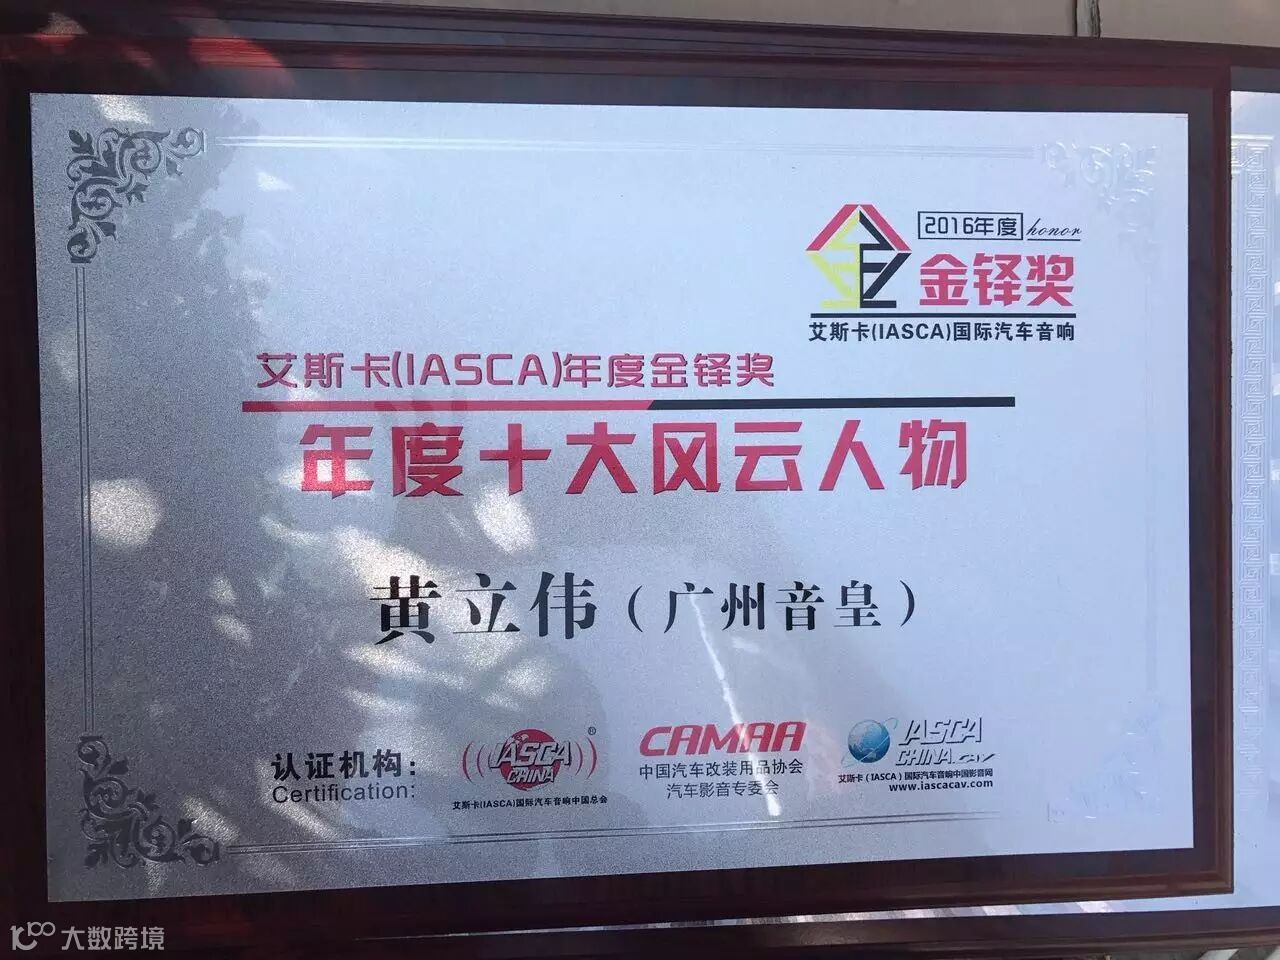 2016年度 honor
金铎奖
艾斯卡(IASCA)国际汽车音响
艾斯卡(IASCA)年度金铎奖
年度十大风云人物
黄立伟（广州音皇）
认证机构：
Certification:
IASCA ®
CHINA
艾斯卡(IASCA)国际汽车音响中国总会
CAMAA
中国汽车改装用品协会
汽车影音专委会
IASCA
CHINA.CAV
艾斯卡（IASCA）国际汽车音响中国影音网
www.iascacav.com
大数跨境